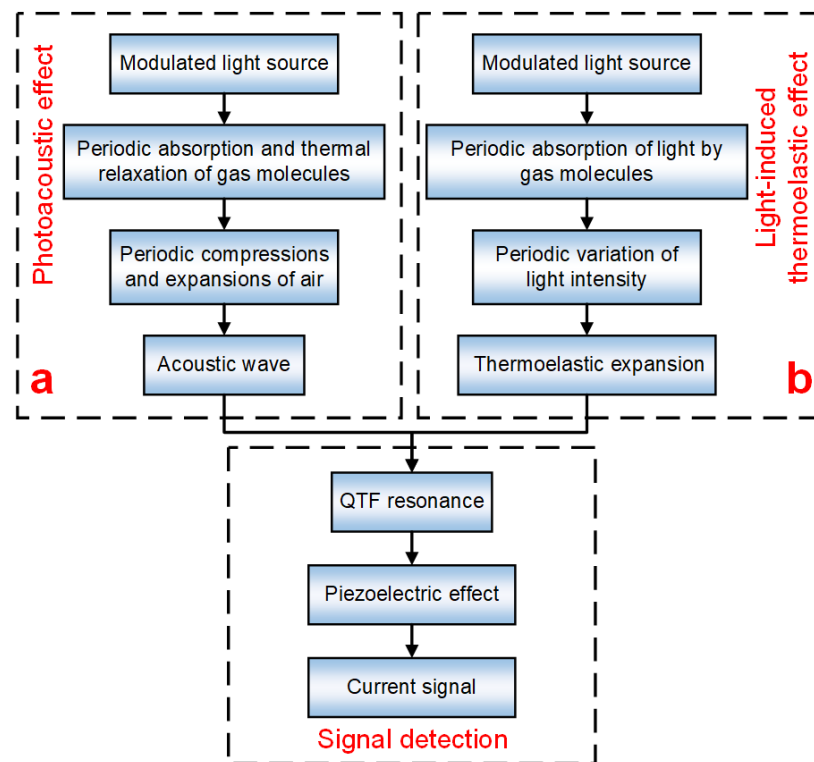 Photoacoustic effect
Modulated light source
Periodic absorption and thermal
relaxation of gas molecules
Periodic compressions
and expansions of air
Acoustic wave
a
Light-induced
thermoelastic effect
Modulated light source
Periodic absorption of light by
gas molecules
Periodic variation of
light intensity
Thermoelastic expansion
b
QTF resonance
Piezoelectric effect
Current signal
Signal detection